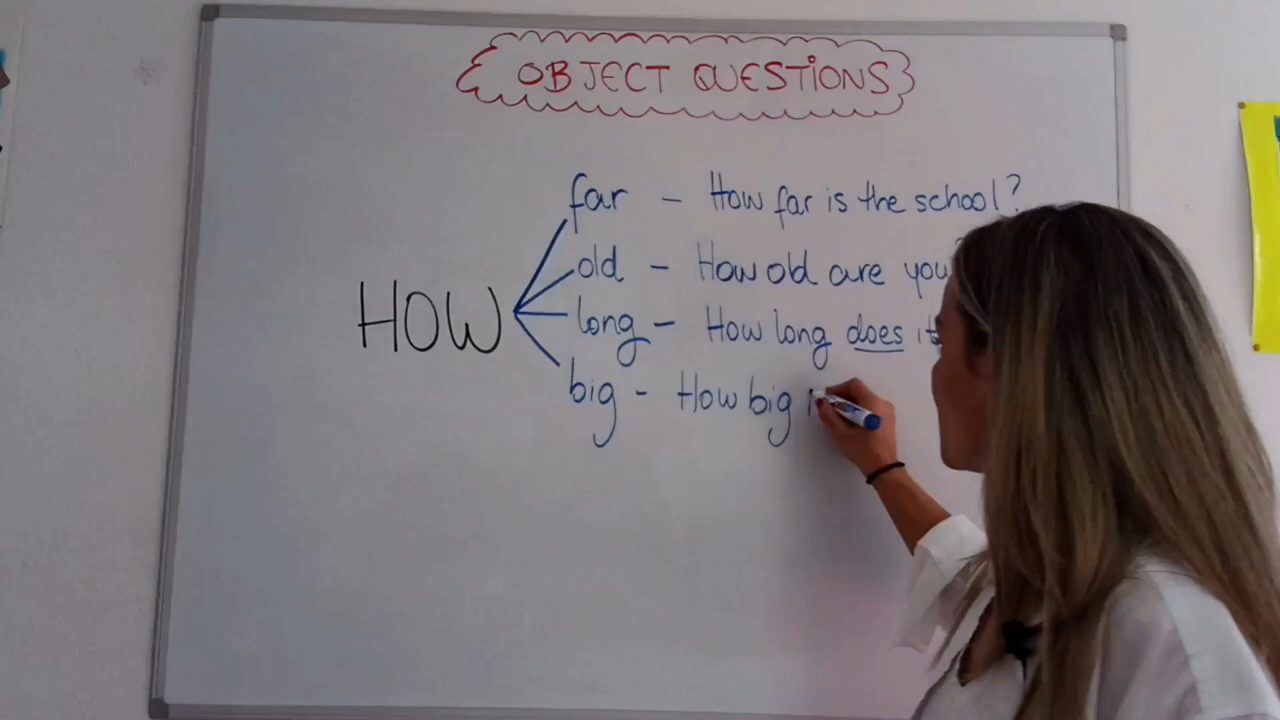 OBJECT QUESTIONS
far - How far is the school?
old - How old are you
HOW
long - How long does it
big - How big i